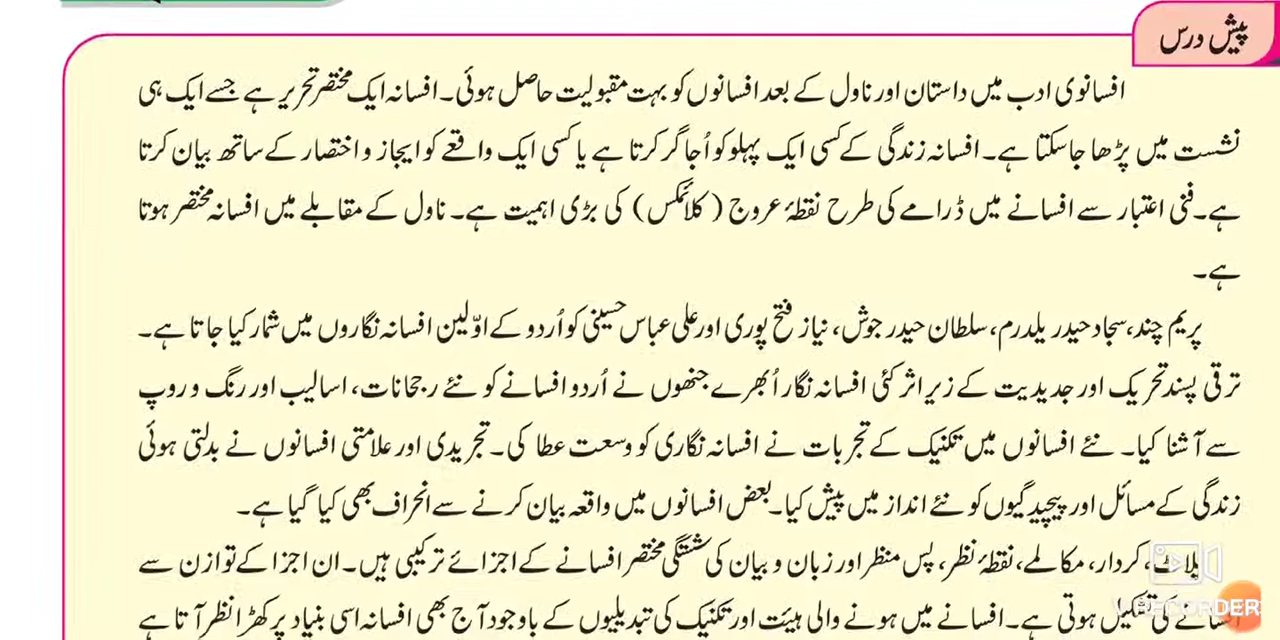 پیش درس
افسانوی ادب میں داستان اور ناول کے بعد افسانوں کو بہت مقبولیت حاصل ہوئی۔ افسانہ ایک مختصر تحریر ہے جسے ایک ہی
نشست میں پڑھا جاسکتا ہے۔ افسانہ زندگی کے کسی ایک پہلو کو اُجاگر کرتا ہے یا کسی ایک واقعے کو ایجاز و اختصار کے ساتھ بیان کرتا
ہے۔ فنی اعتبار سے افسانے میں ڈرامے کی طرح نقطۂ عروج (کلائمکس) کی بڑی اہمیت ہے۔ ناول کے مقابلے میں افسانہ مختصر ہوتا
ہے۔
پریم چند، سجاد حیدر یلدرم، سلطان حیدر جوش، نیاز فتح پوری اور علی عباس حسینی کو اُردو کے اوّلین افسانہ نگاروں میں شمار کیا جاتا ہے۔
ترقی پسند تحریک اور جدیدیت کے زیرِ اثر کئی افسانہ نگار اُبھرے جنھوں نے اُردو افسانے کو نئے رجحانات، اسالیب اور رنگ و روپ
سے آشنا کیا۔ نئے افسانوں میں تکنیک کے تجربات نے افسانہ نگاری کو وسعت عطا کی۔ تجریدی اور علامتی افسانوں نے بدلتی ہوئی
زندگی کے مسائل اور پیچیدگیوں کو نئے انداز میں پیش کیا۔ بعض افسانوں میں واقعہ بیان کرنے سے انحراف بھی کیا گیا ہے۔
پلاٹ، کردار، مکالمے، نقطۂ نظر، پس منظر اور زبان و بیان کی شستگی مختصر افسانے کے اجزائے ترکیبی ہیں۔ ان اجزا کے توازن سے
افسانے کی تشکیل ہوتی ہے۔ افسانے میں ہونے والی ہیئت اور تکنیک کی تبدیلیوں کے باوجود آج بھی افسانہ اسی بنیاد پر کھڑا نظر آتا ہے
RECORDER